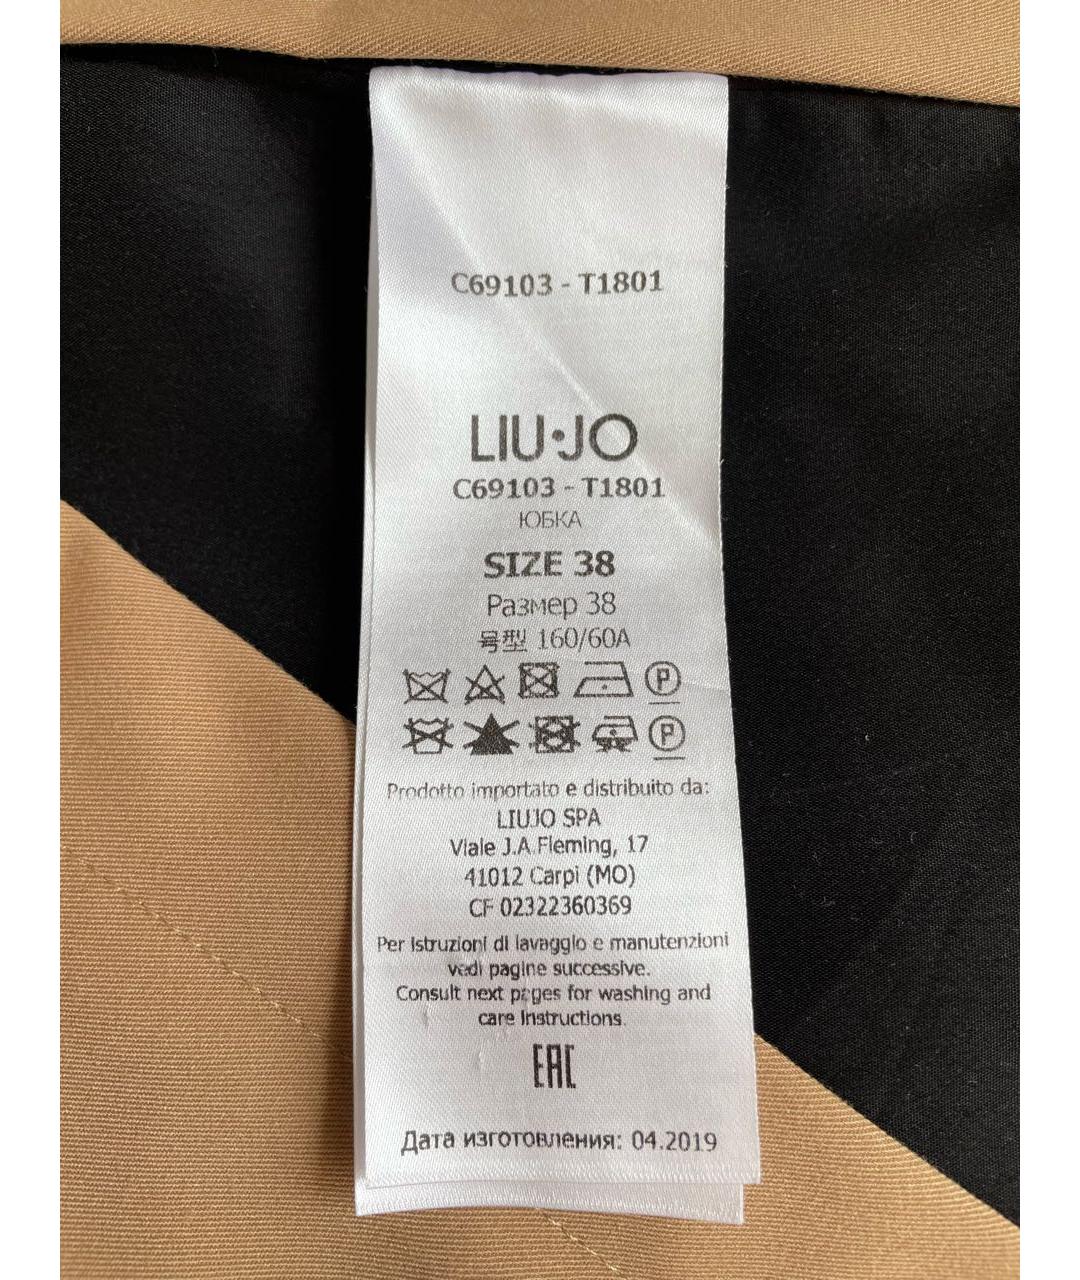 C69103 - T1801
LIU·JO
C69103 - T1801
ЮБКА
SIZE 38
Размер 38
号型 160/60A
P
P
Prodotto importato e distribuito da:
LIUJO SPA
Viale J.A.Fleming, 17
41012 Carpi (MO)
CF 02322360369
Per istruzioni di lavaggio e manutenzioni
vedi pagine successive.
Consult next pages for washing and
care instructions.
EAC
Дата изготовления: 04.2019